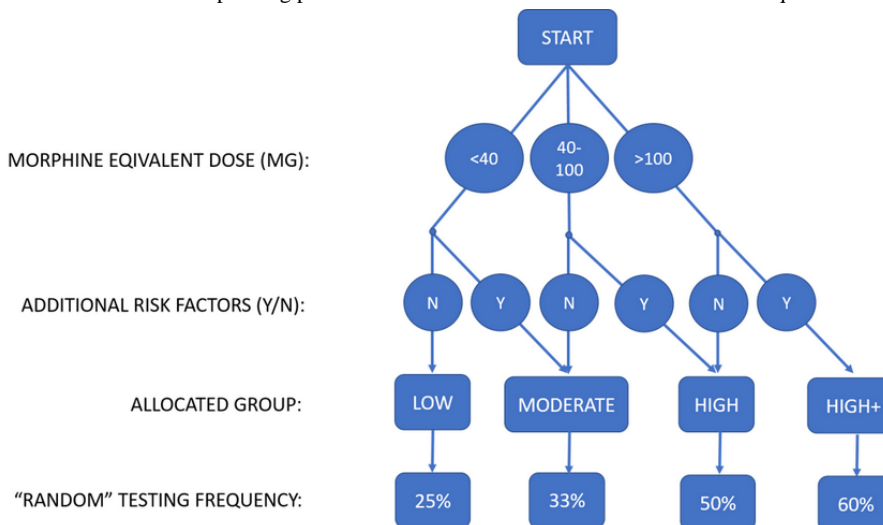 START
MORPHINE EQIVALENT DOSE (MG):
<40
40-
100
>100
ADDITIONAL RISK FACTORS (Y/N):
N
Y
N
Y
N
Y
ALLOCATED GROUP:
LOW
MODERATE
HIGH
HIGH+
“RANDOM” TESTING FREQUENCY:
25%
33%
50%
60%